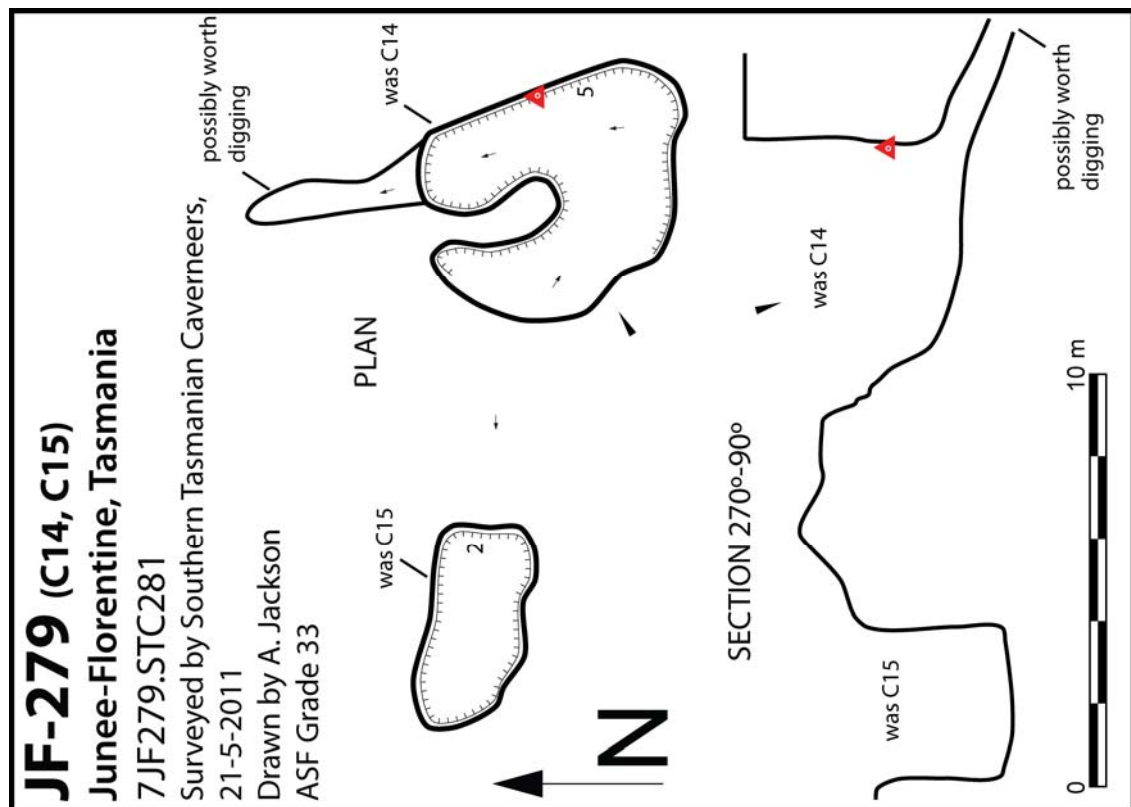 JF-279 (C14, C15)
Junee-Florentine, Tasmania
7JF279.STC281
Surveyed by Southern Tasmanian Caverneers,
21-5-2011
Drawn by A. Jackson
ASF Grade 33
possibly worth
digging
was C14
5
PLAN
was C15
2
N
SECTION 270º-90º
was C14
was C15
possibly worth
digging
0
10 m